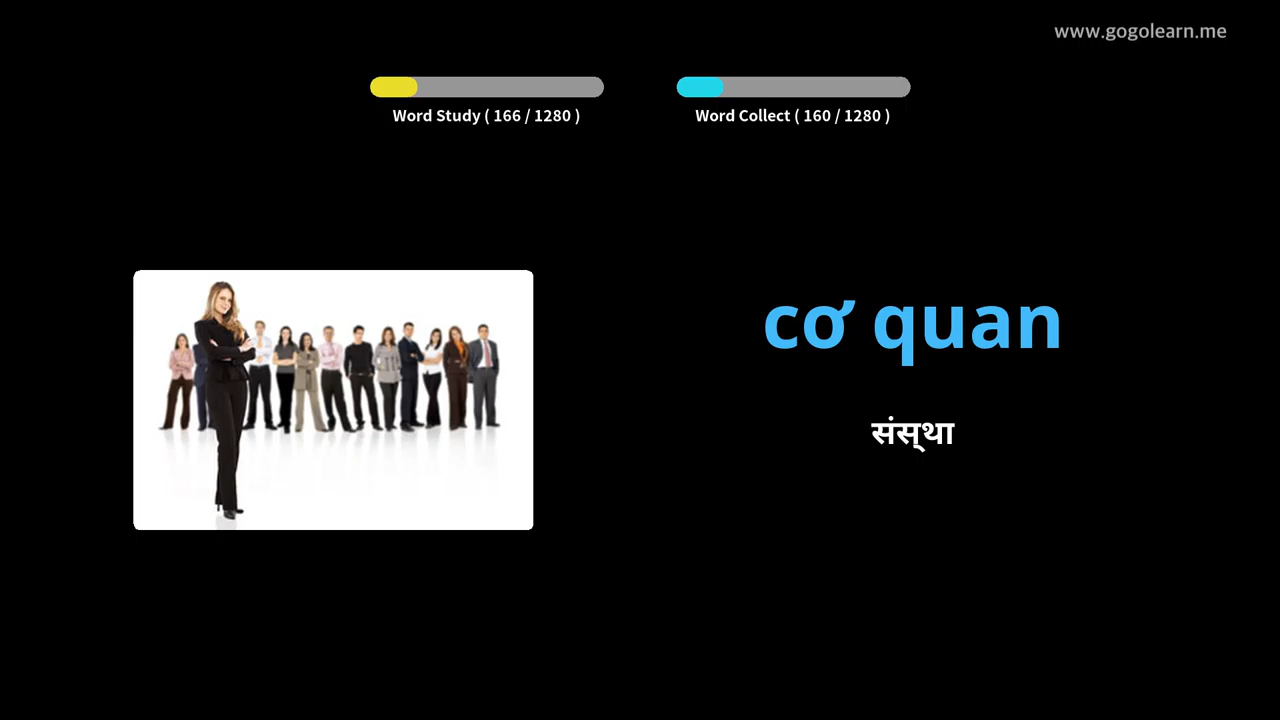 www.gogolearn.me
Word Study ( 166 / 1280 )
Word Collect ( 160 / 1280 )
cơ quan
संस्था